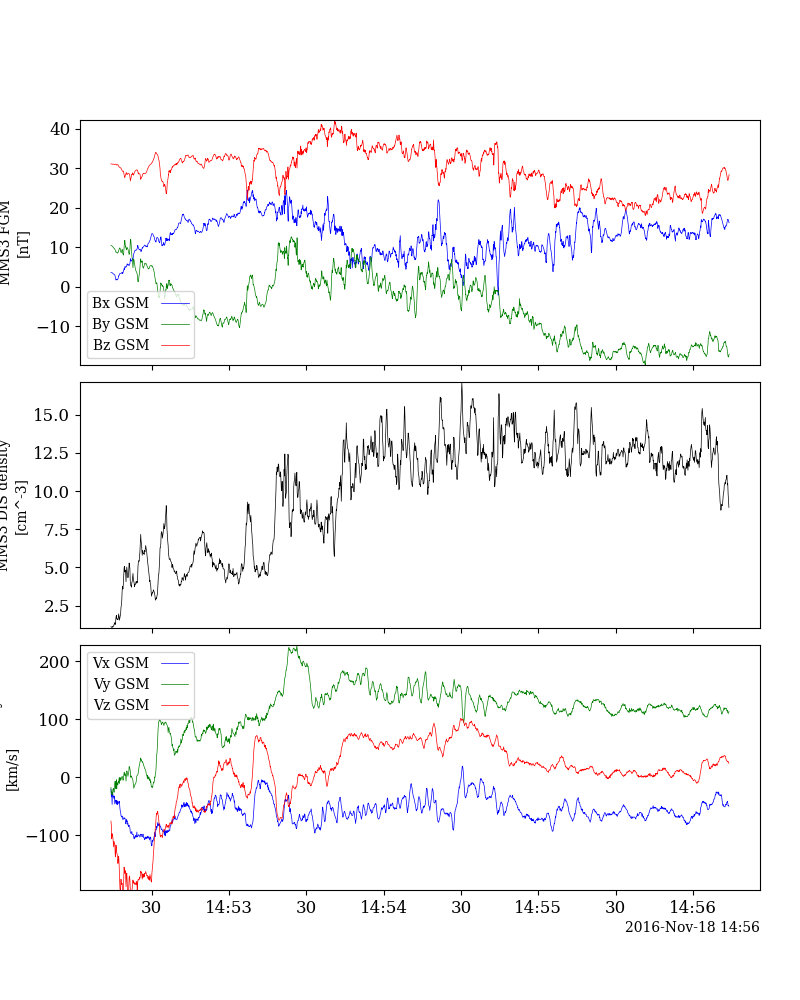 40
30
20
10
0
−10
MMS3 FGM
[nT]
Bx GSM
By GSM
Bz GSM
15.0
12.5
10.0
7.5
5.0
2.5
MMS3 DIS density
[cm^-3]
200
100
0
−100
[km/s]
Vx GSM
Vy GSM
Vz GSM
30 14:53 30 14:54 30 14:55 30 14:56
2016-Nov-18 14:56